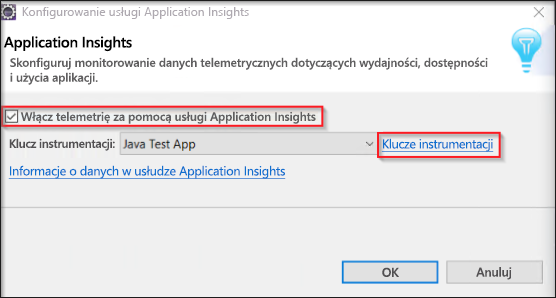 Konfigurowanie usługi Application Insights
Application Insights
Skonfiguruj monitorowanie danych telemetrycznych dotyczących wydajności, dostępności
i użycia aplikacji.
Włącz telemetrię za pomocą usługi Application Insights
Klucz instrumentacji: Java Test App Klucze instrumentacji
Informacje o danych w usłudze Application Insights
OK Anuluj